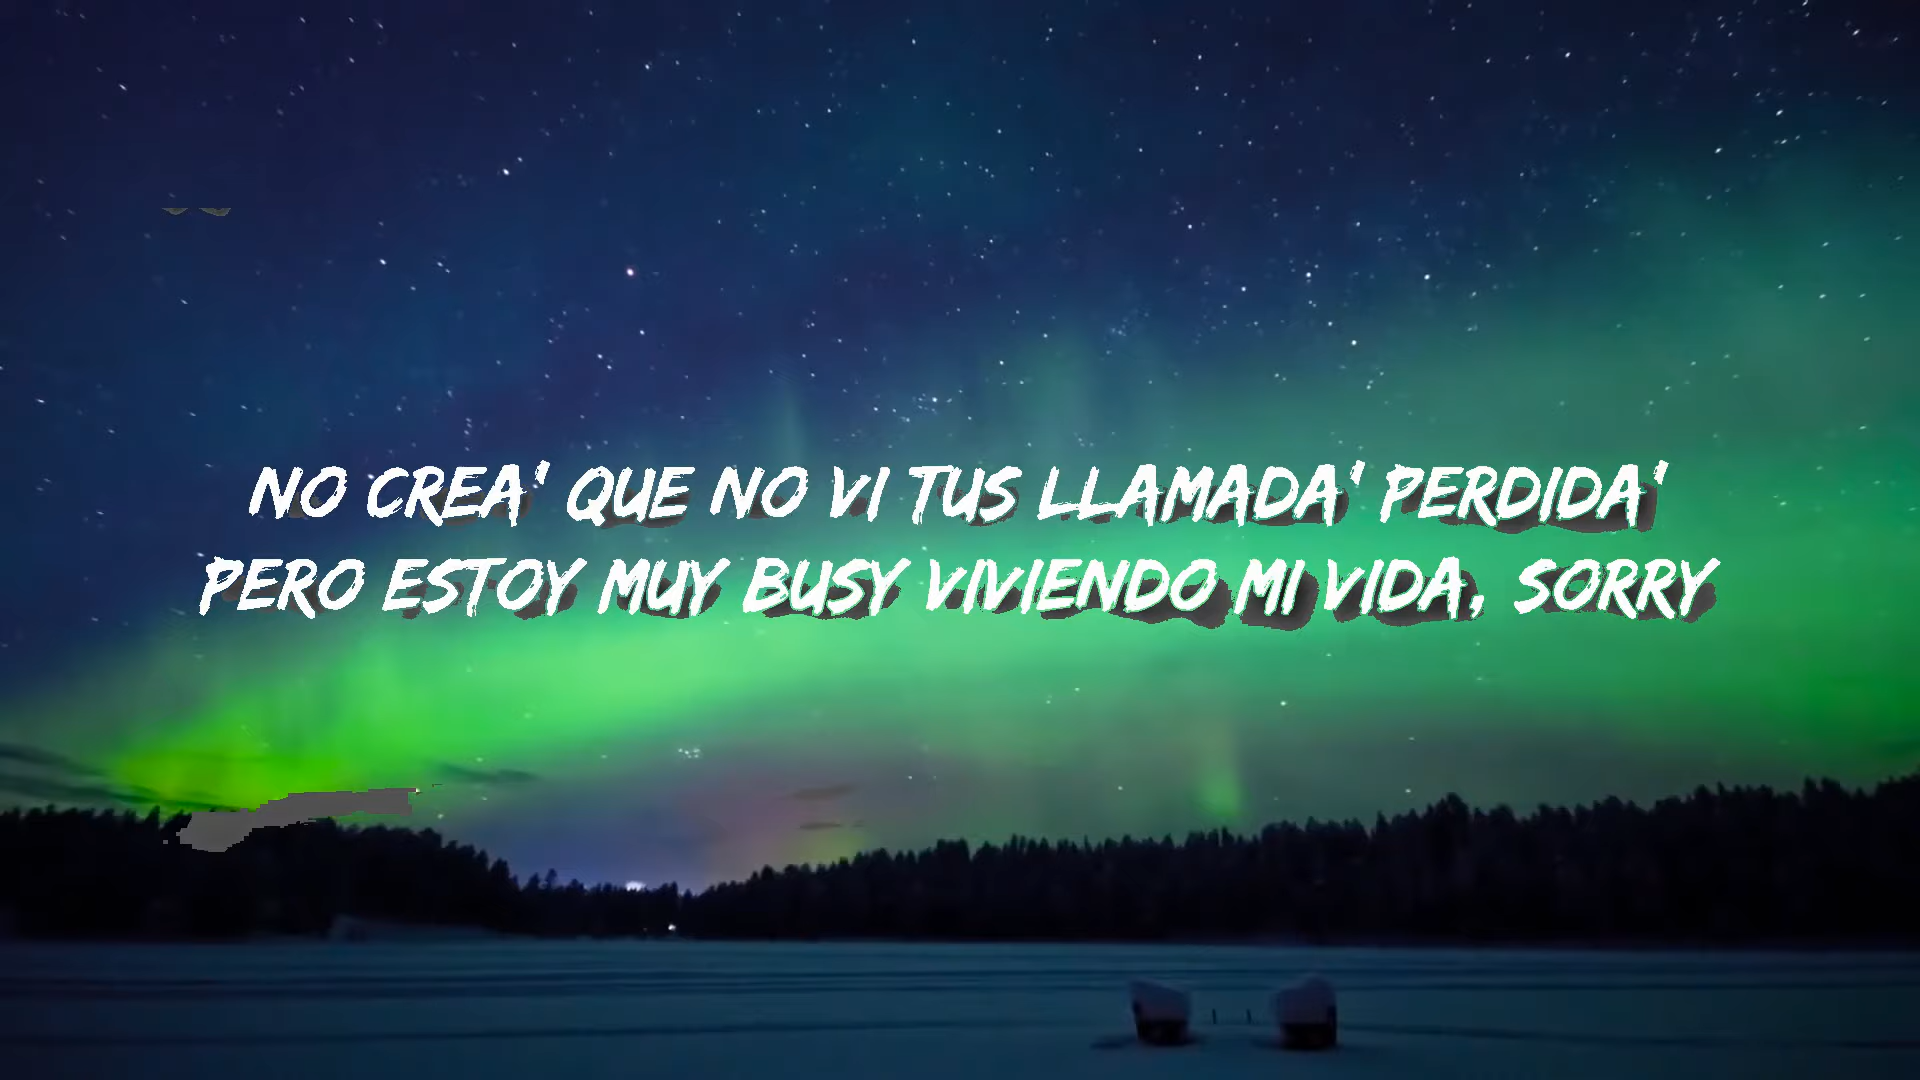 NO CREA' QUE NO VI TUS LLAMADA' PERDIDA'
PERO ESTOY MUY BUSY VIVIENDO MI VIDA, SORRY